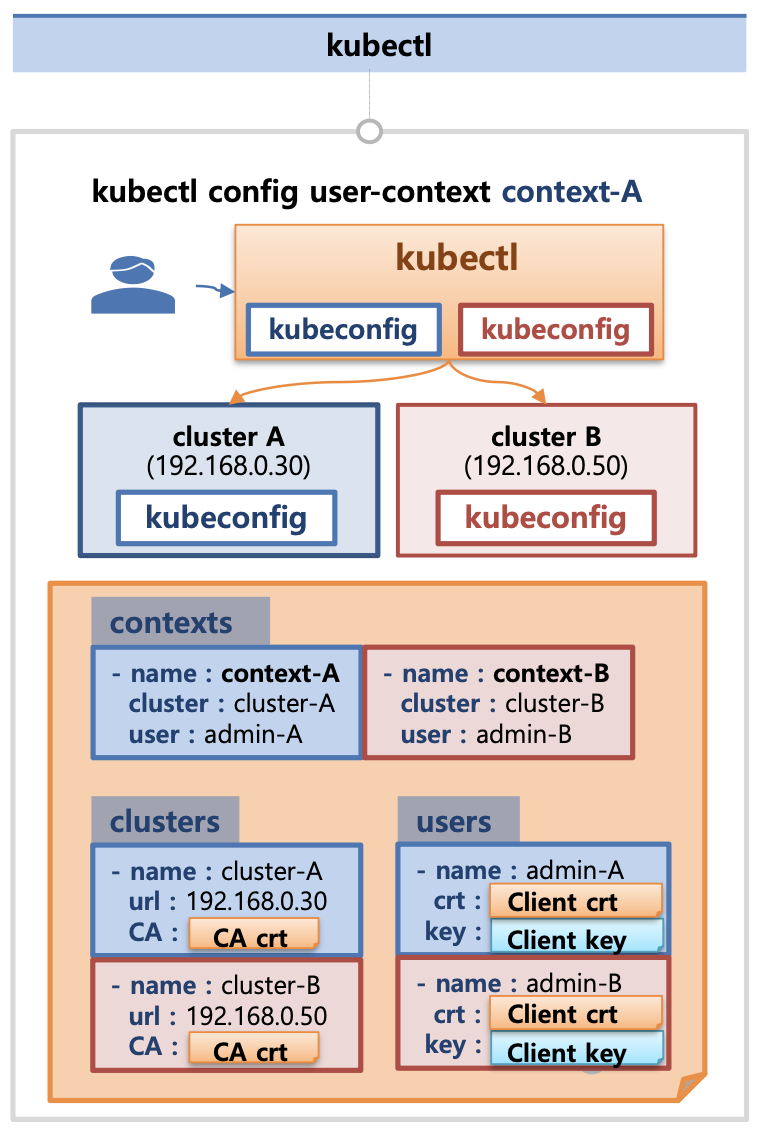 kubectl
kubectl config user-context context-A
kubectl
kubeconfig kubeconfig
cluster A
(192.168.0.30)
kubeconfig
cluster B
(192.168.0.50)
kubeconfig
contexts
- name : context-A
cluster : cluster-A
user : admin-A
- name : context-B
cluster : cluster-B
user : admin-B
clusters
- name : cluster-A
url : 192.168.0.30
CA : CA crt
- name : cluster-B
url : 192.168.0.50
CA : CA crt
users
- name : admin-A
crt : Client crt
key : Client key
- name : admin-B
crt : Client crt
key : Client key